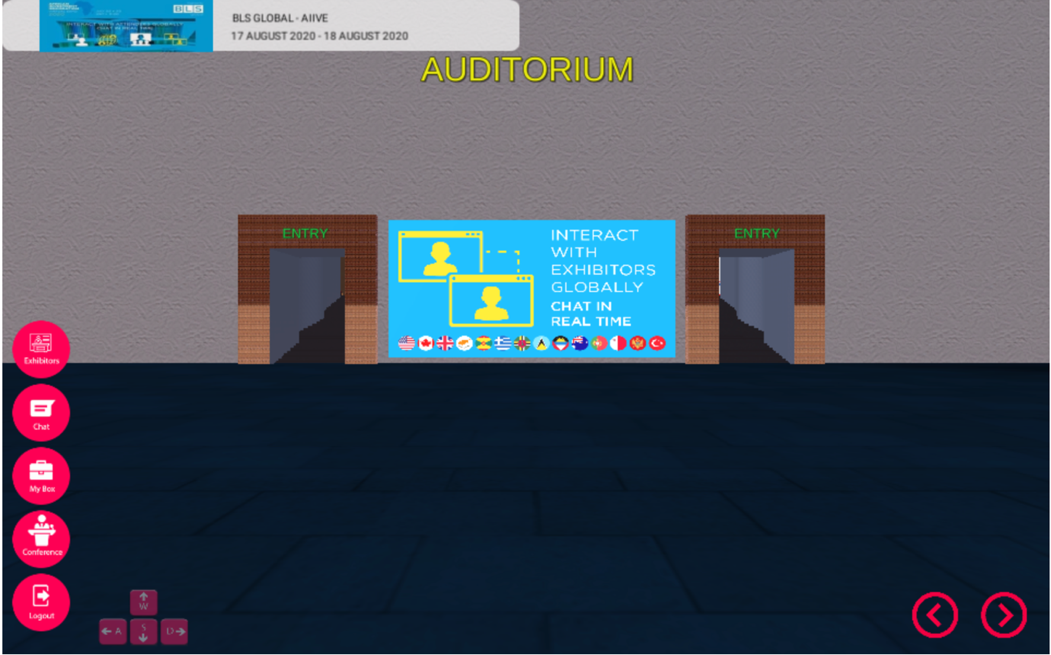 BLS
BLS GLOBAL - AIIVE
17 AUGUST 2020 - 18 AUGUST 2020
AUDITORIUM
ENTRY
INTERACT
WITH
EXHIBITORS
GLOBALLY
CHAT IN
REAL TIME
ENTRY
Exhibitors
Chat
My Box
Conference
Logout
W
A
S
D